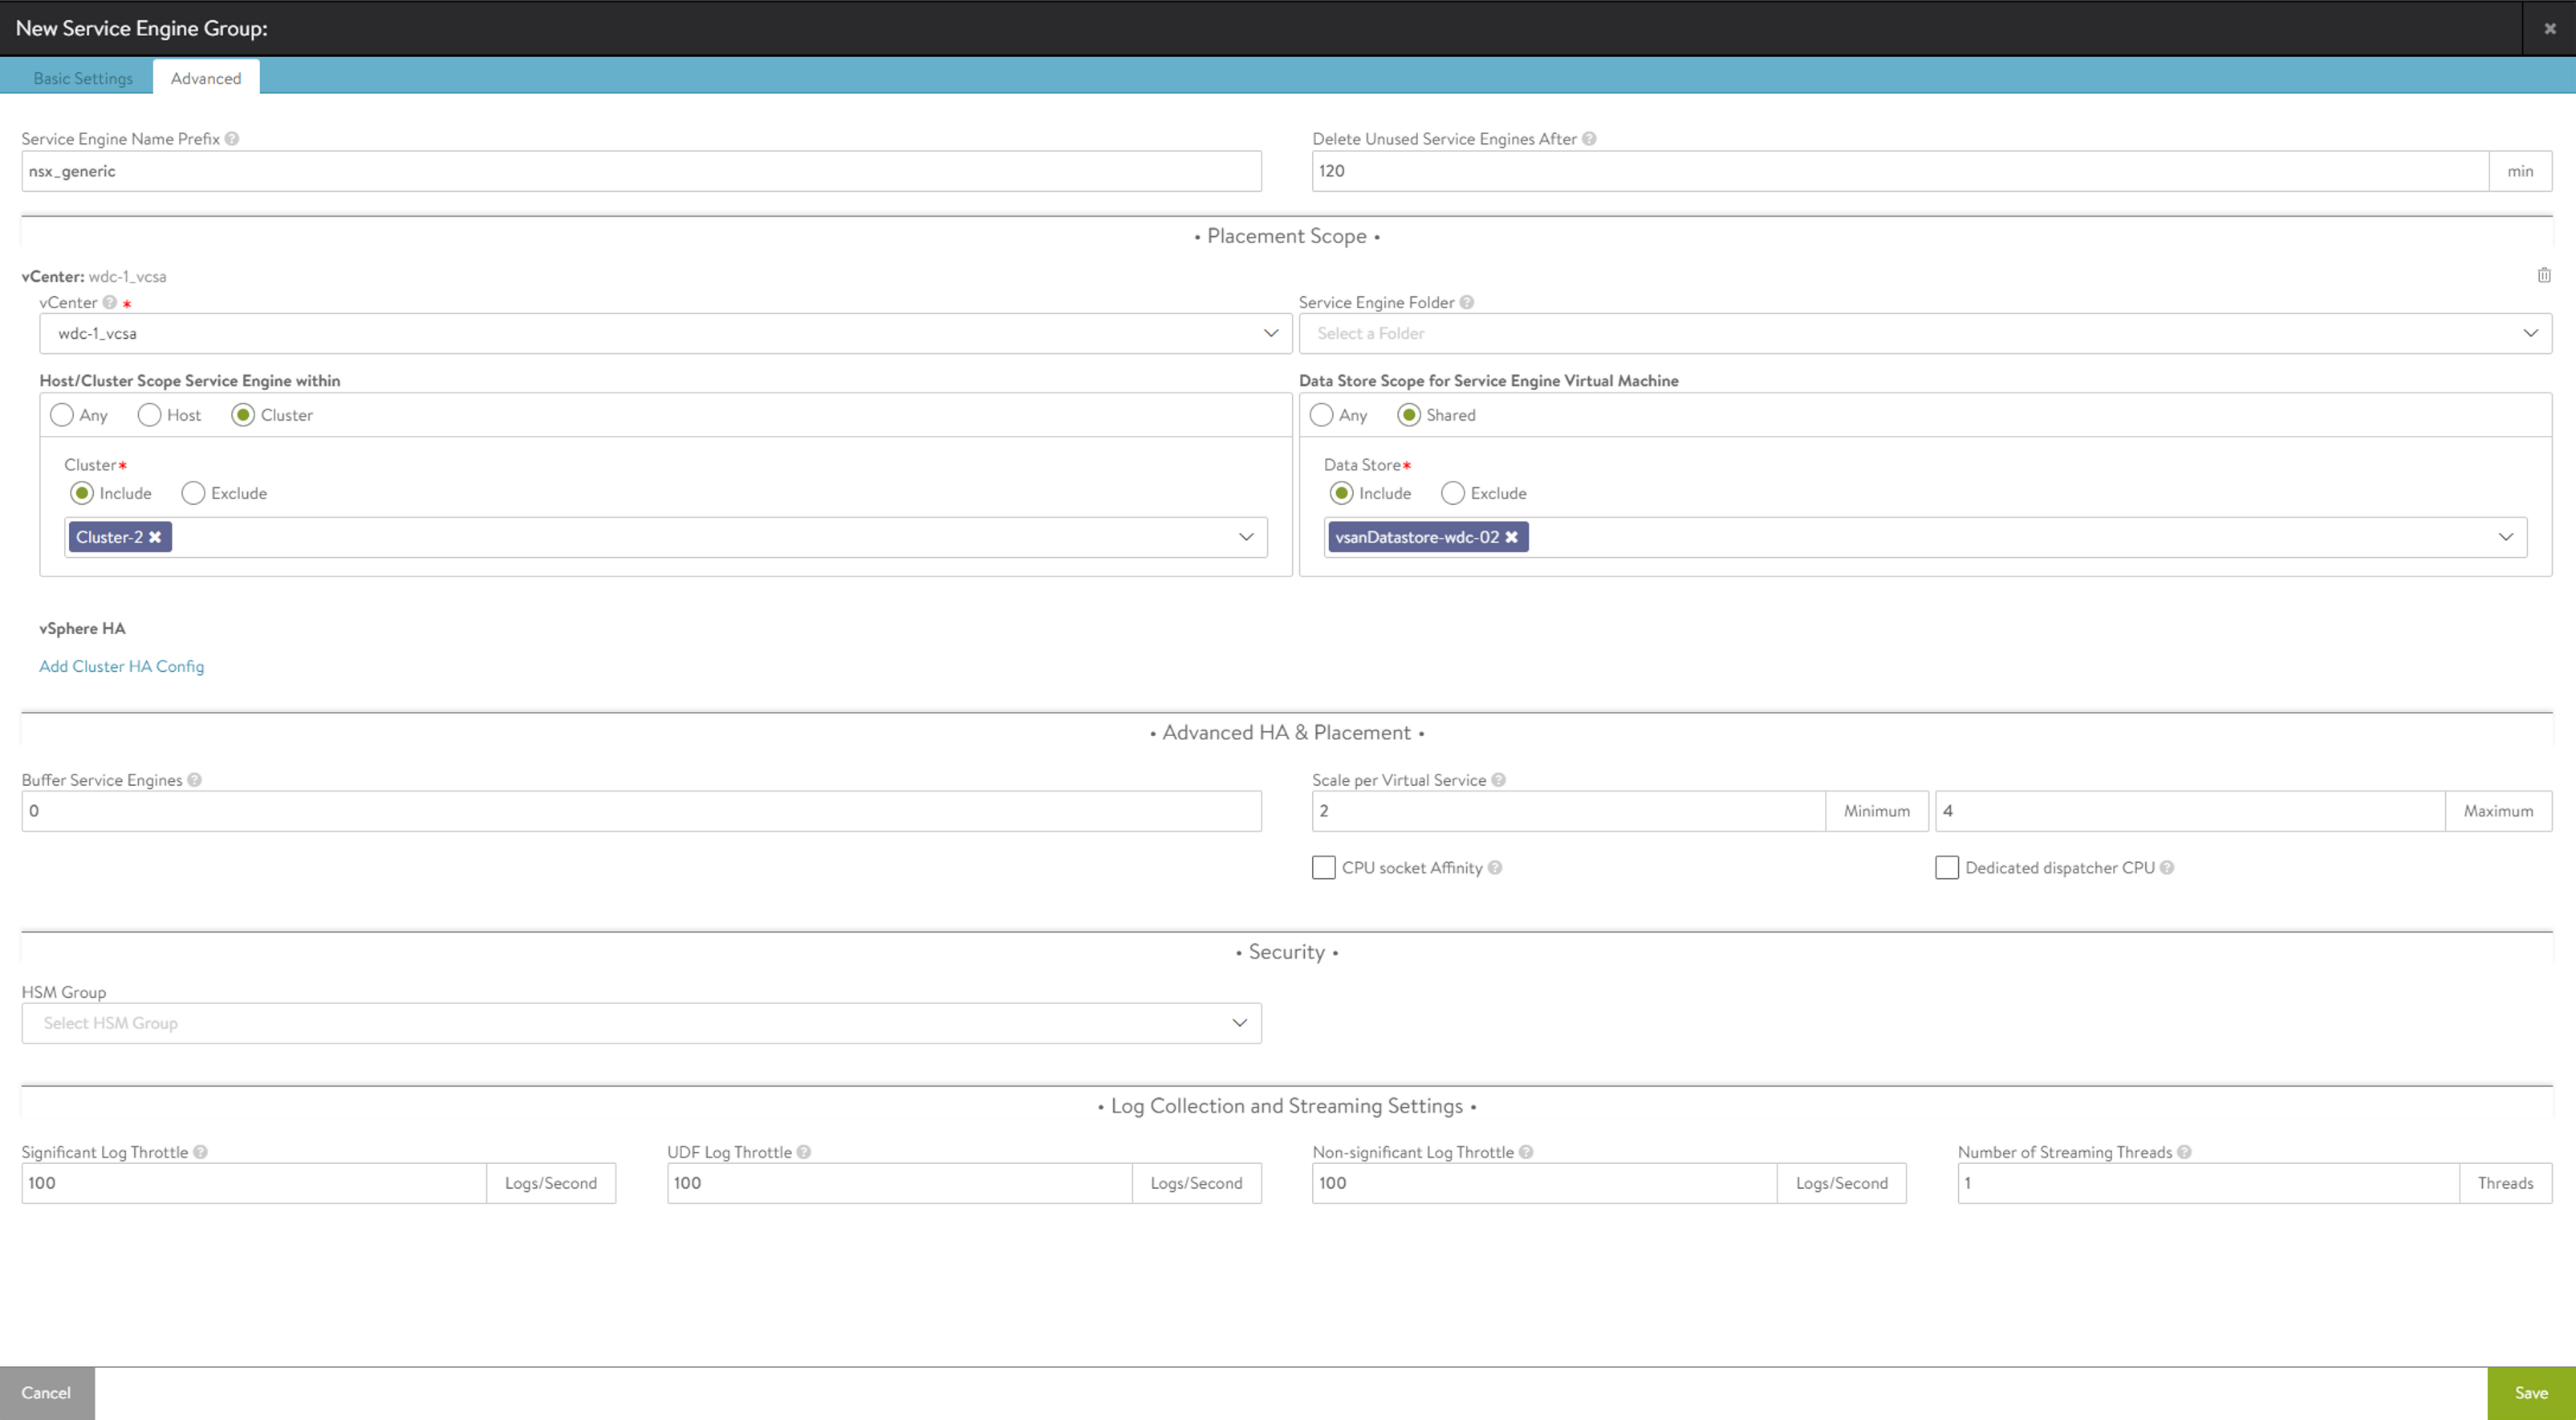 New Service Engine Group:
Basic Settings Advanced
Service Engine Name Prefix ? Delete Unused Service Engines After ?
nsx_generic 120 min
• Placement Scope •
vCenter: wdc-1_vcsa
vCenter ? * Service Engine Folder ?
wdc-1_vcsa Select a Folder
Host/Cluster Scope Service Engine within Data Store Scope for Service Engine Virtual Machine
Any Host Cluster Any Shared
Cluster* Data Store*
Include Exclude Include Exclude
Cluster-2 ✖ vsanDatastore-wdc-02 ✖
vSphere HA
Add Cluster HA Config
• Advanced HA & Placement •
Buffer Service Engines ? Scale per Virtual Service ?
0 2 Minimum 4 Maximum
CPU socket Affinity ? Dedicated dispatcher CPU ?
• Security •
HSM Group
Select HSM Group
• Log Collection and Streaming Settings •
Significant Log Throttle ? UDF Log Throttle ? Non-significant Log Throttle ? Number of Streaming Threads ?
100 Logs/Second 100 Logs/Second 100 Logs/Second 1 Threads
Cancel Save